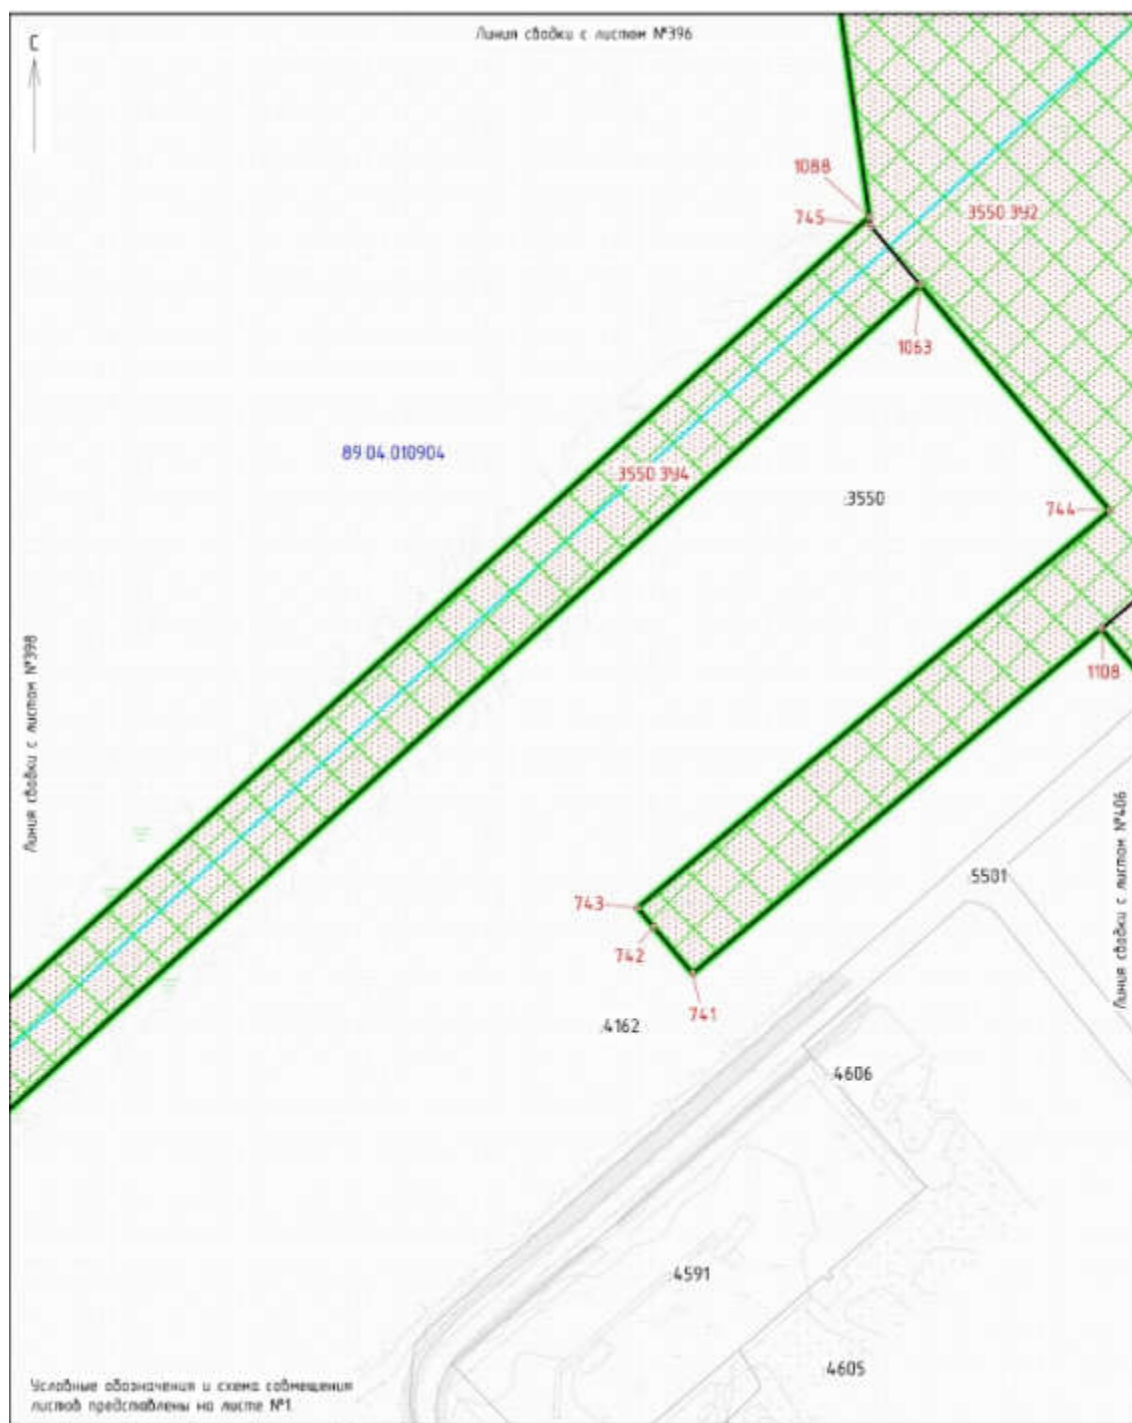 Линия сводки с листом №396
С
1088
745
:3550:ЗУ2
1063
89:04:010904
:3550:ЗУ4
:3550
744
Линия сводки с листом №398
1108
Линия сводки с листом №406
:5501
743
742
741
:4162
:4606
:4591
:4605
Условные обозначения и схема совмещения
листов представлены на листе №1